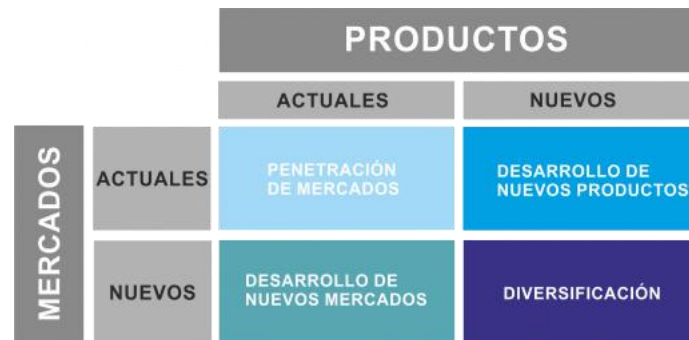 PRODUCTOS
ACTUALES
NUEVOS
MERCADOS
ACTUALES
PENETRACIÓN
DE MERCADOS
DESARROLLO DE
NUEVOS PRODUCTOS
NUEVOS
DESARROLLO DE
NUEVOS MERCADOS
DIVERSIFICACIÓN